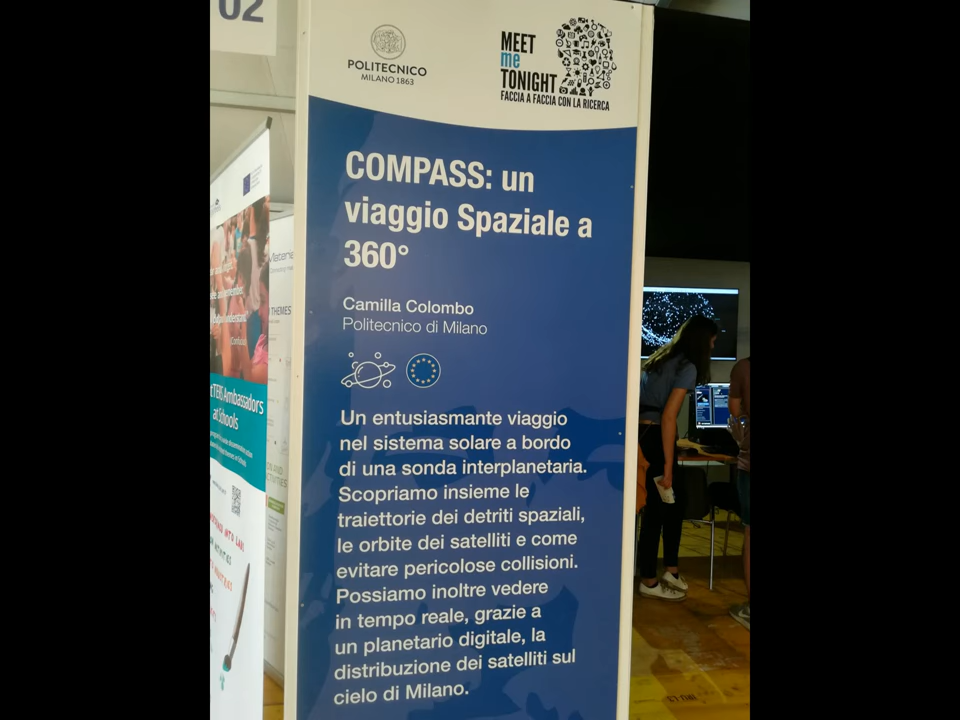 02
POLITECNICO
MILANO 1863
MEET
me
TONIGHT
FACCIA A FACCIA CON LA RICERCA
COMPASS: un
viaggio Spaziale a
360°
Camilla Colombo
Politecnico di Milano
Un entusiasmante viaggio
nel sistema solare a bordo
di una sonda interplanetaria.
Scopriamo insieme le
traiettorie dei detriti spaziali,
le orbite dei satelliti e come
evitare pericolose collisioni.
Possiamo inoltre vedere
in tempo reale, grazie a
un planetario digitale, la
distribuzione dei satelliti sul
cielo di Milano.
THEMES
Ambassadors
at Schools
INTO LAB!